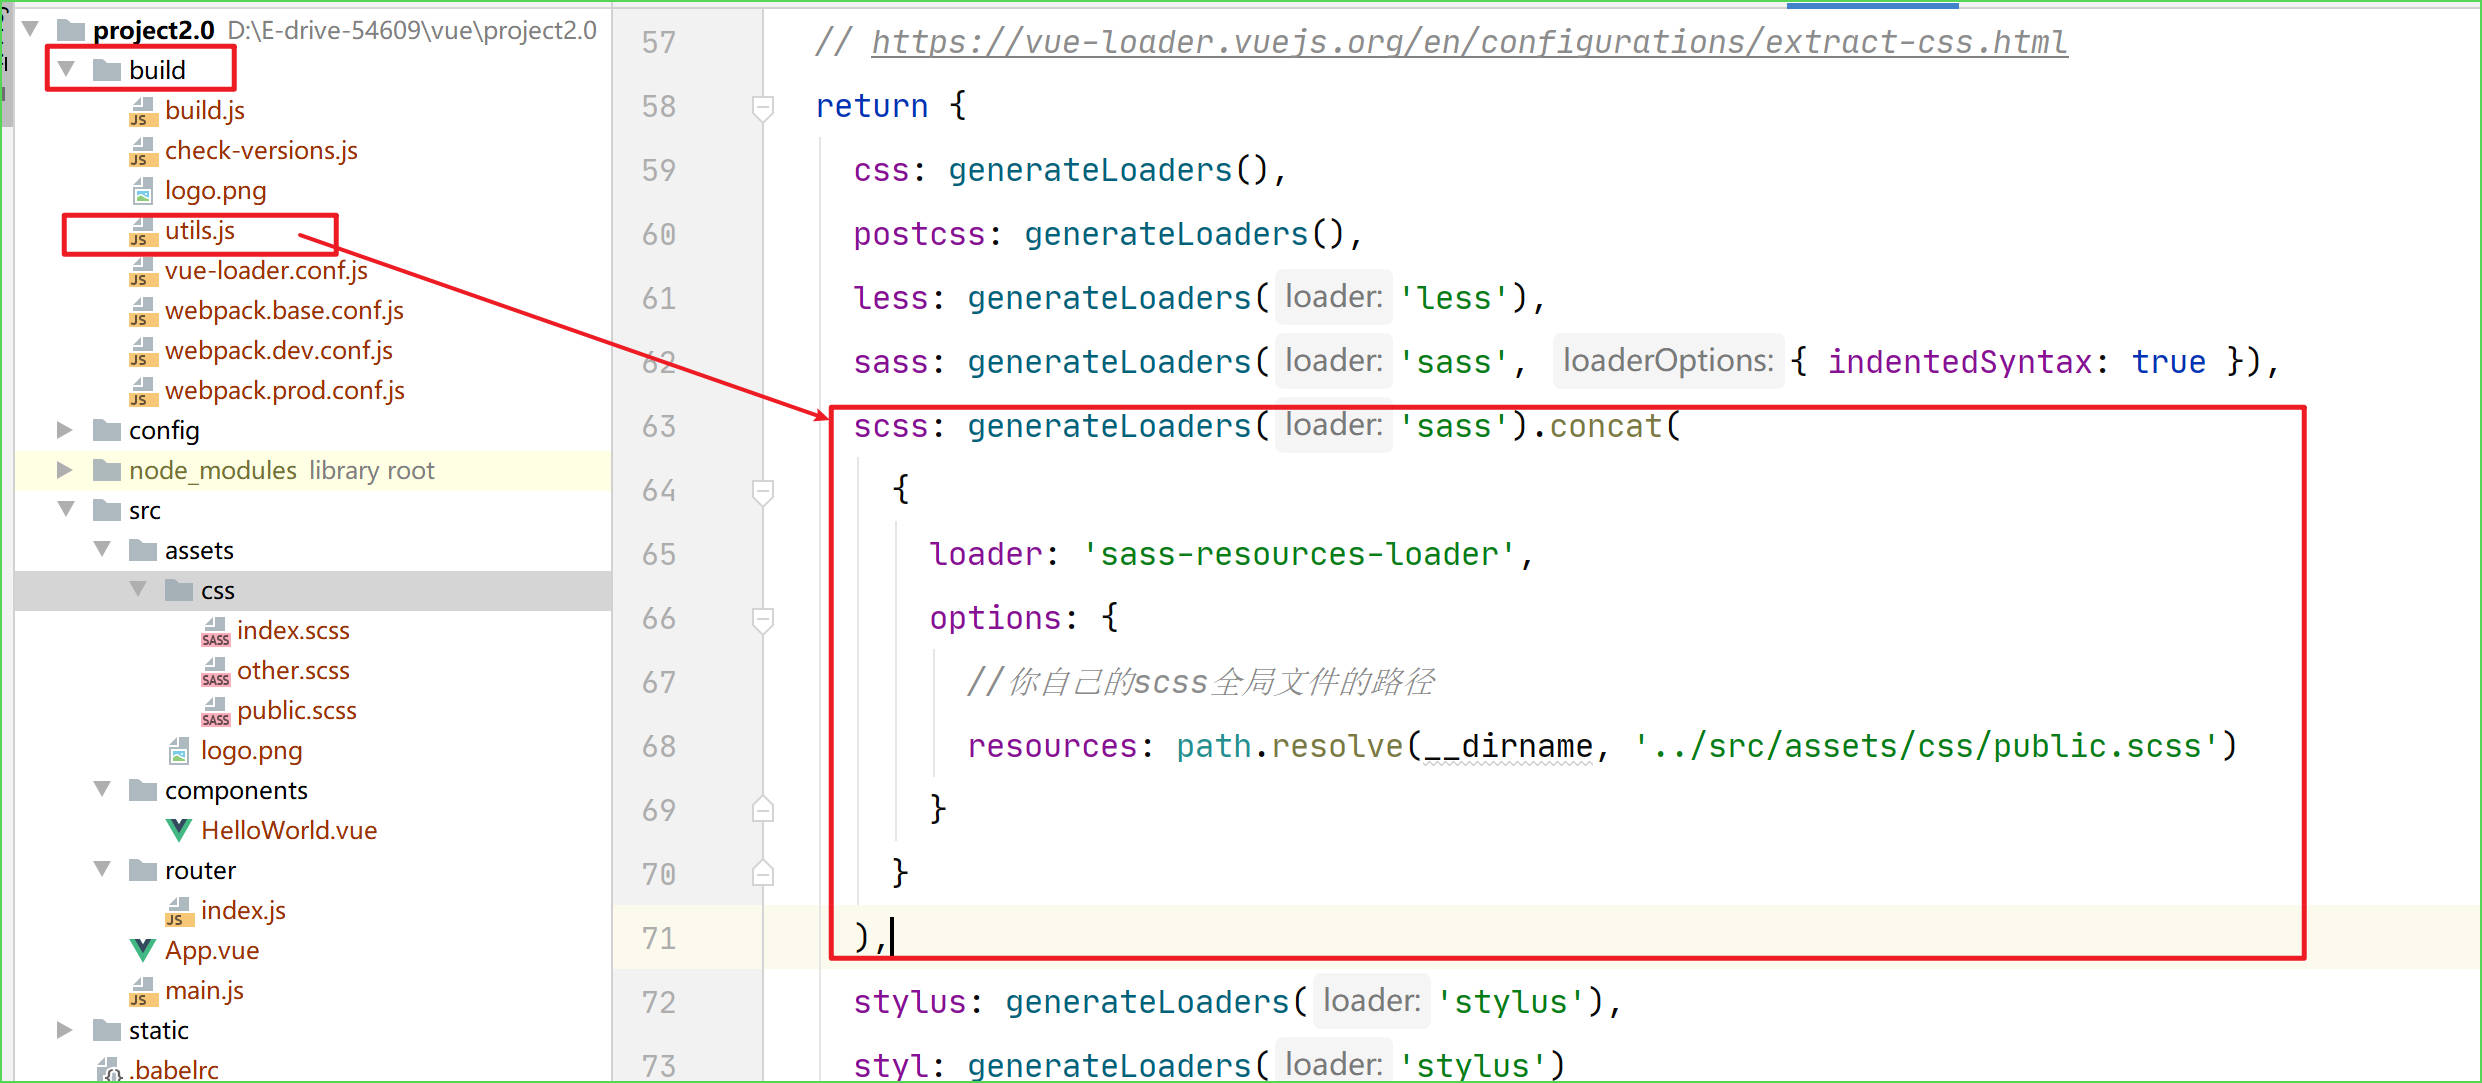 project2.0 D:\E-drive-54609\vue\project2.0
build
build.js
check-versions.js
logo.png
utils.js
vue-loader.conf.js
webpack.base.conf.js
webpack.dev.conf.js
webpack.prod.conf.js
config
node_modules library root
src
assets
css
index.scss
other.scss
public.scss
logo.png
components
HelloWorld.vue
router
index.js
App.vue
main.js
static
.babelrc
57 // https://vue-loader.vuejs.org/en/configurations/extract-css.html
58 return {
59 css: generateLoaders(),
60 postcss: generateLoaders(),
61 less: generateLoaders( loader: 'less'),
62 sass: generateLoaders( loader: 'sass', loaderOptions: { indentedSyntax: true }),
63 scss: generateLoaders( loader: 'sass').concat(
64 {
65 loader: 'sass-resources-loader',
66 options: {
67 //你自己的scss全局文件的路径
68 resources: path.resolve(__dirname, '../src/assets/css/public.scss')
69 }
70 }
71 ),
72 stylus: generateLoaders( loader: 'stylus'),
73 styl: generateLoaders( loader: 'stylus')